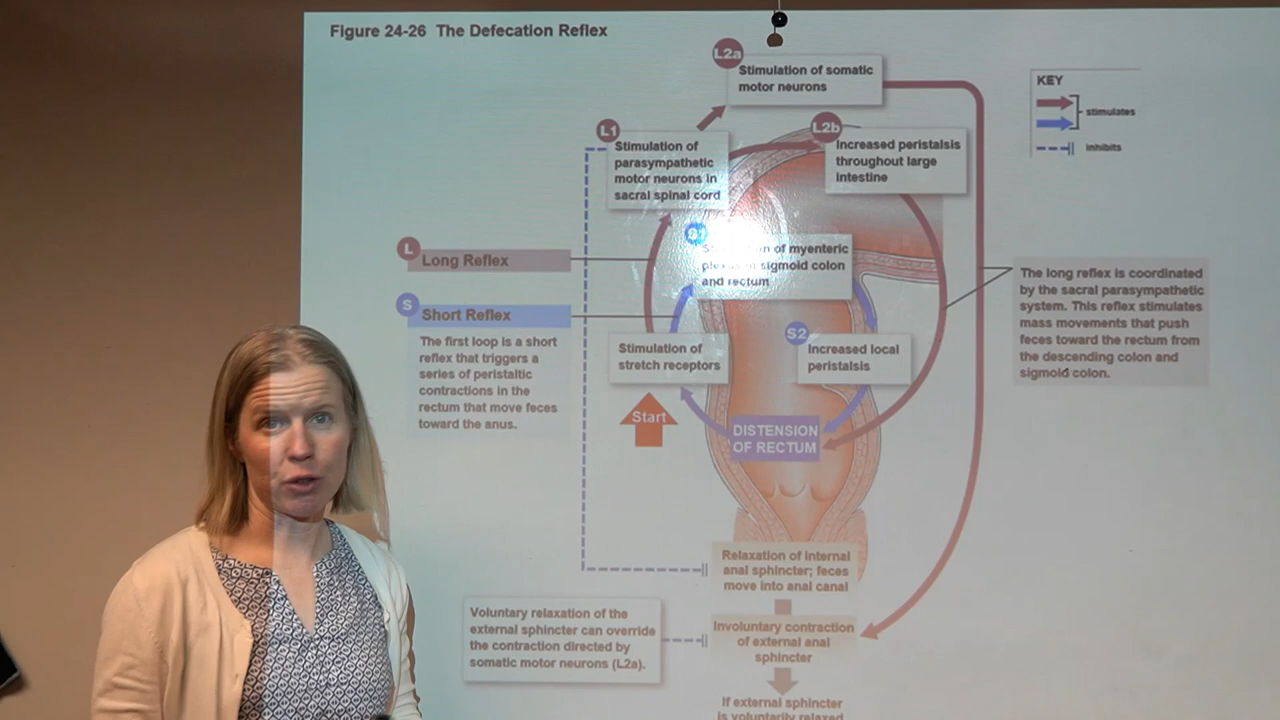 Figure 24-26 The Defecation Reflex
L2a
Stimulation of somatic
motor neurons
KEY
stimulates
inhibits
L1
Stimulation of
parasympathetic
motor neurons in
sacral spinal cord
L2b
Increased peristalsis
throughout large
intestine
of myenteric
sigmoid colon
and rectum
L
Long Reflex
S
Short Reflex
The first loop is a short
reflex that triggers a
series of peristaltic
contractions in the
rectum that move feces
toward the anus.
The long reflex is coordinated
by the sacral parasympathetic
system. This reflex stimulates
mass movements that push
feces toward the rectum from
the descending colon and
sigmoid colon.
Stimulation of
stretch receptors
S2
Increased local
peristalsis
Start
DISTENSION
OF RECTUM
Relaxation of internal
anal sphincter; feces
move into anal canal
Voluntary relaxation of the
external sphincter can override
the contraction directed by
somatic motor neurons (L2a).
Involuntary contraction
of external anal
sphincter
If external sphincter
is voluntarily relaxed